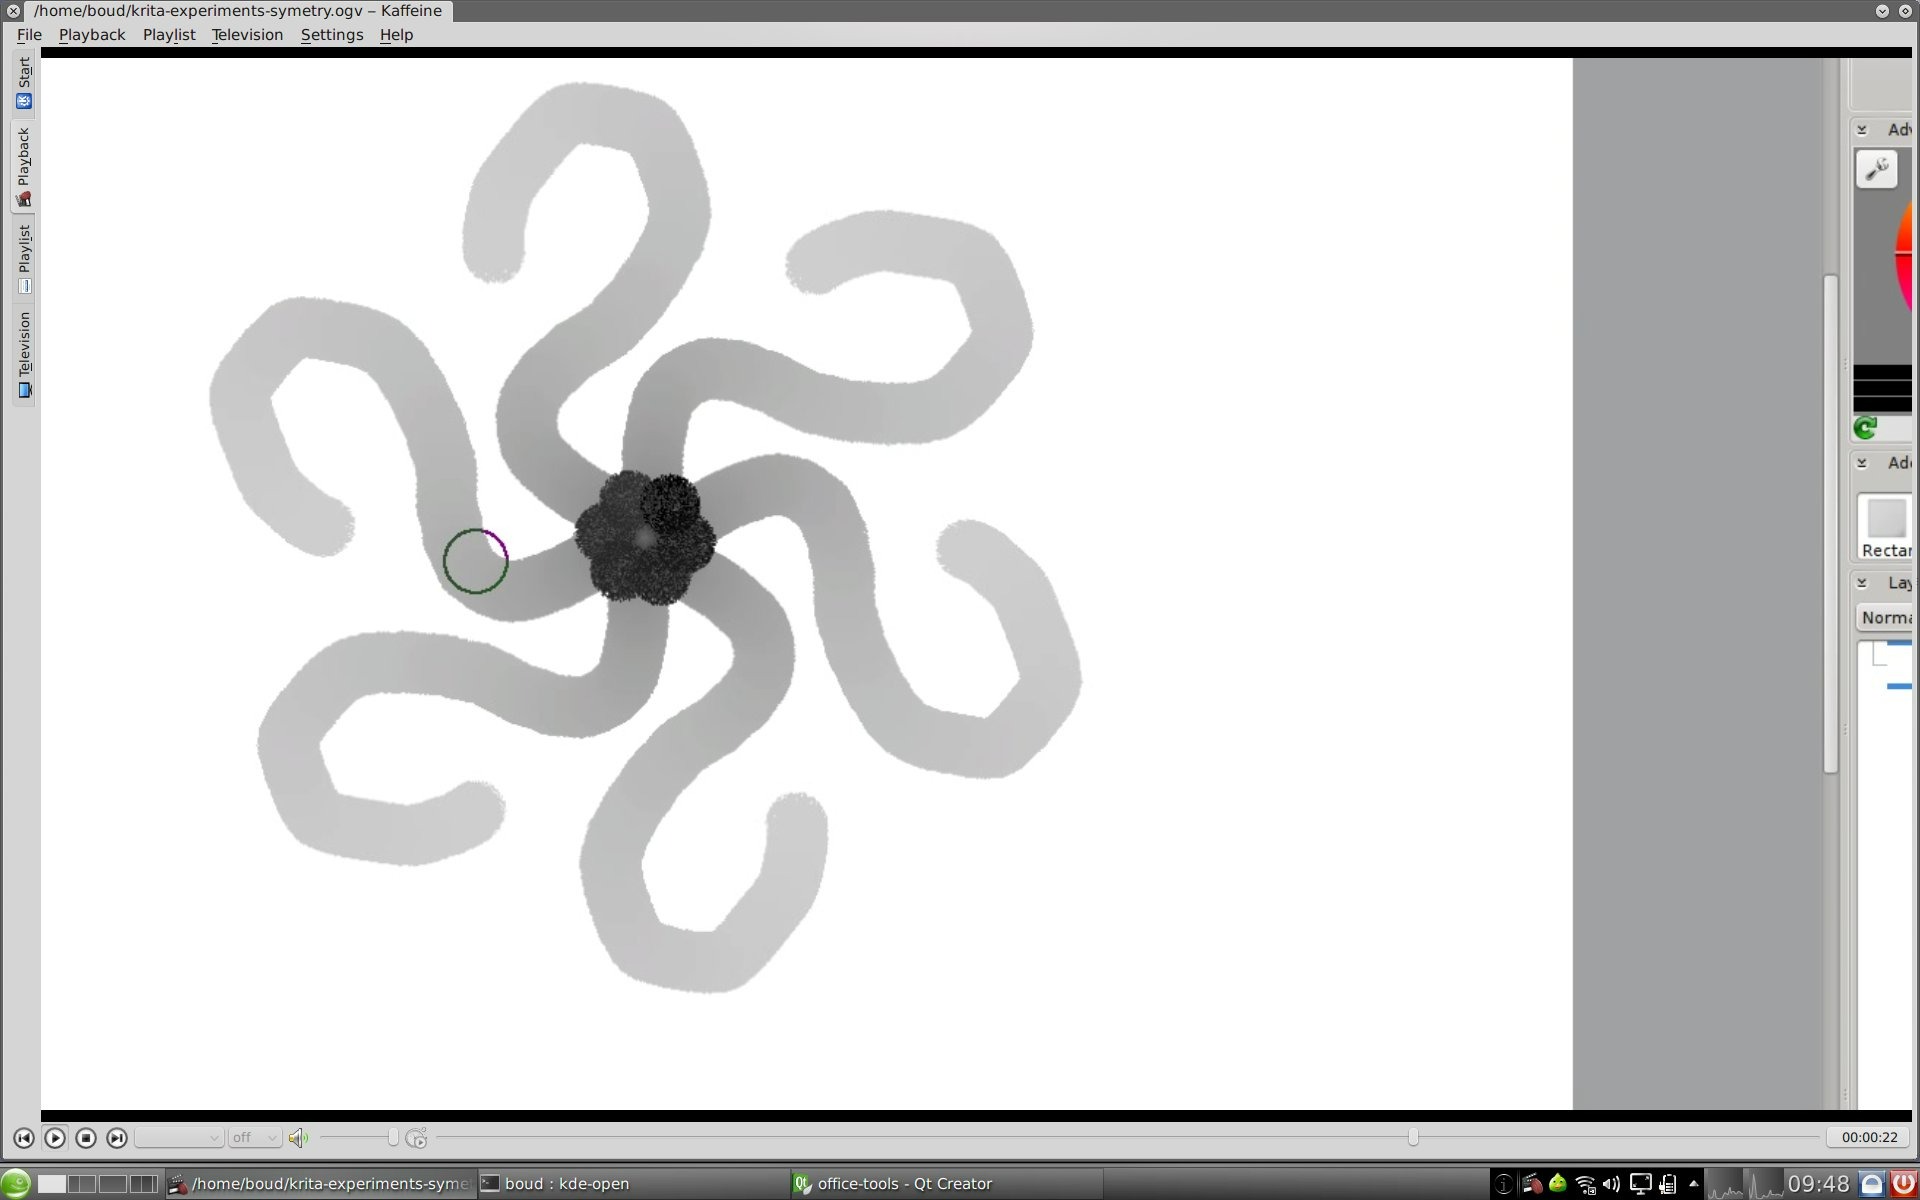 /home/boud/krita-experiments-symetry.ogv – Kaffeine
File Playback Playlist Television Settings Help
Start
Playback
Playlist
Television
Adv
Add
Rectar
Lay
Norma
off
00:00:22
/home/boud/krita-experiments-syme
boud : kde-open
Qt office-tools - Qt Creator
09:48